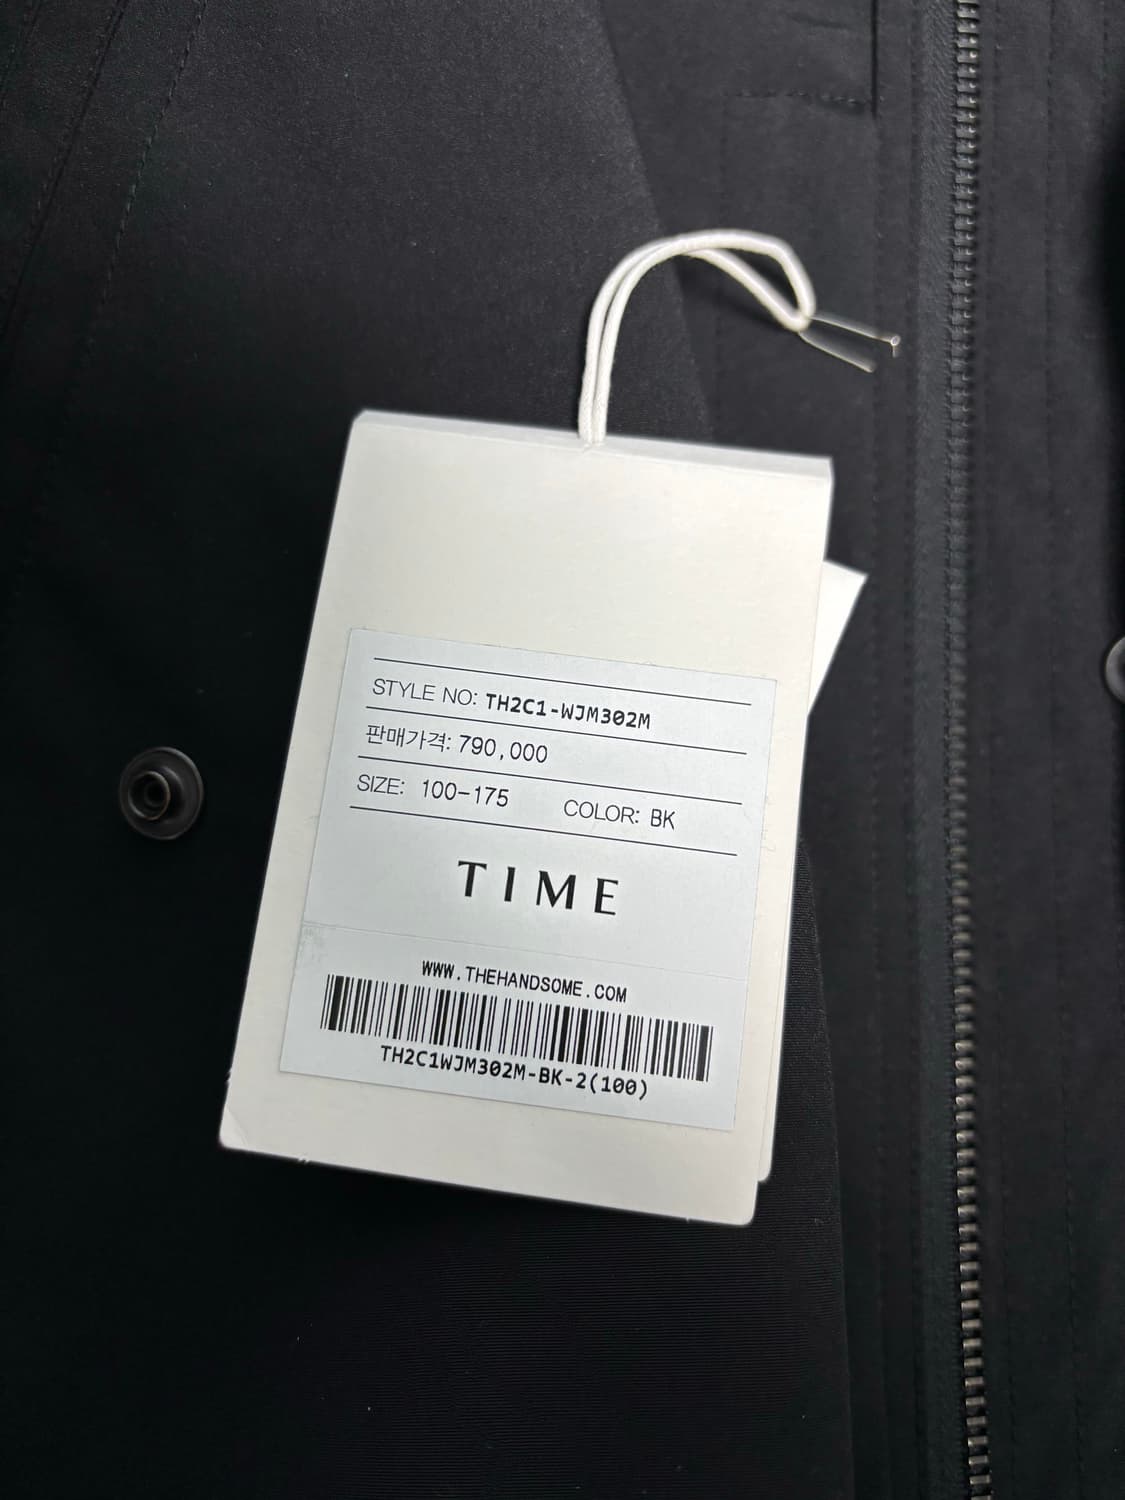 STYLE NO: TH2C1-WJM302M
판매가격: 790,000
SIZE: 100-175 COLOR: BK
TIME
WWW.THEHANDSOME.COM
TH2C1WJM302M-BK-2(100)